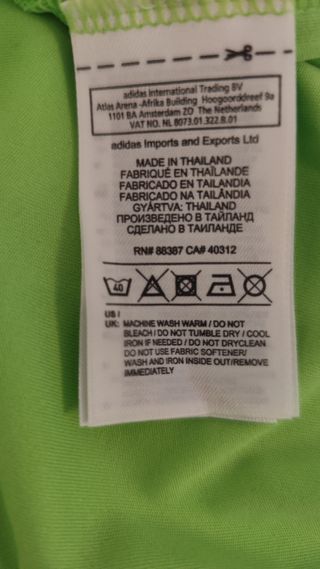 adidas International Trading BV
Atlas Arena -Afrika Building Hoogoorddreef 9a
1101 BA Amsterdam ZO The Netherlands
VAT NO. NL 8073.01.322.B.01
adidas Imports and Exports Ltd
MADE IN THAILAND
FABRIQUÉ EN THAÏLANDE
FABRICADO EN TAILANDIA
FABRICADO NA TAILÂNDIA
GYÁRTVA: THAILAND
ПРОИЗВЕДЕНО В ТАЙЛАНД
СДЕЛАНО В ТАИЛАНДЕ
RN# 88387 CA# 40312
40
US /
UK: MACHINE WASH WARM / DO NOT
BLEACH / DO NOT TUMBLE DRY / COOL
IRON IF NEEDED / DO NOT DRYCLEAN
DO NOT USE FABRIC SOFTENER/
WASH AND IRON INSIDE OUT/REMOVE
IMMEDIATELY